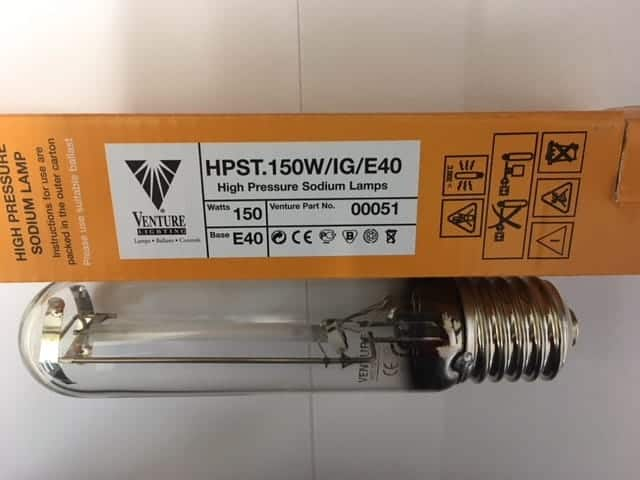 HIGH PRESSURE
SODIUM LAMP
Instructions for use are
packed in the outer carton
Please use suitable ballast
VENTURE
LIGHTING
Lamps • Ballasts • Controls
HPST.150W/IG/E40
High Pressure Sodium Lamps
Watts 150
Venture Part No. 00051
Base E40
CE
VENTURE
CE